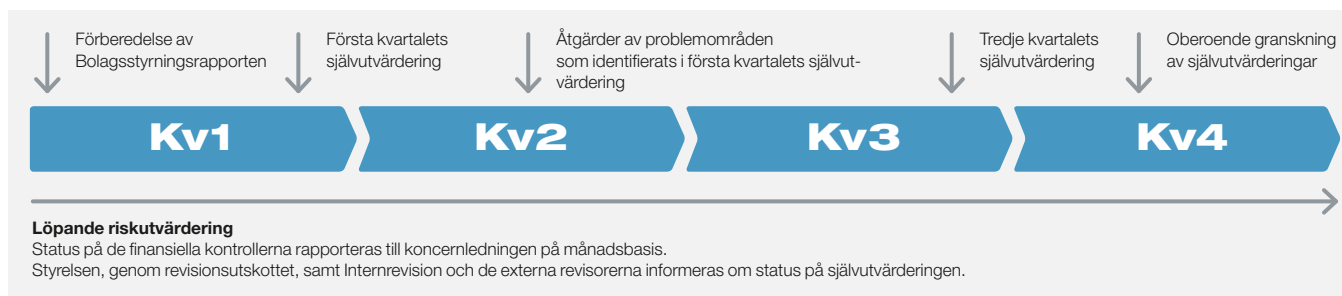 Förberedelse av
Bolagsstyrningsrapporten
Första kvartalets
självutvärdering
Åtgärder av problemområden
som identifierats i första kvartalets självut-
värdering
Tredje kvartalets
självutvärdering
Oberoende granskning
av självutvärderingar
Kv1
Kv2
Kv3
Kv4
Löpande riskutvärdering
Status på de finansiella kontrollerna rapporteras till koncernledningen på månadsbasis.
Styrelsen, genom revisionsutskottet, samt Internrevision och de externa revisorerna informeras om status på självutvärderingen.